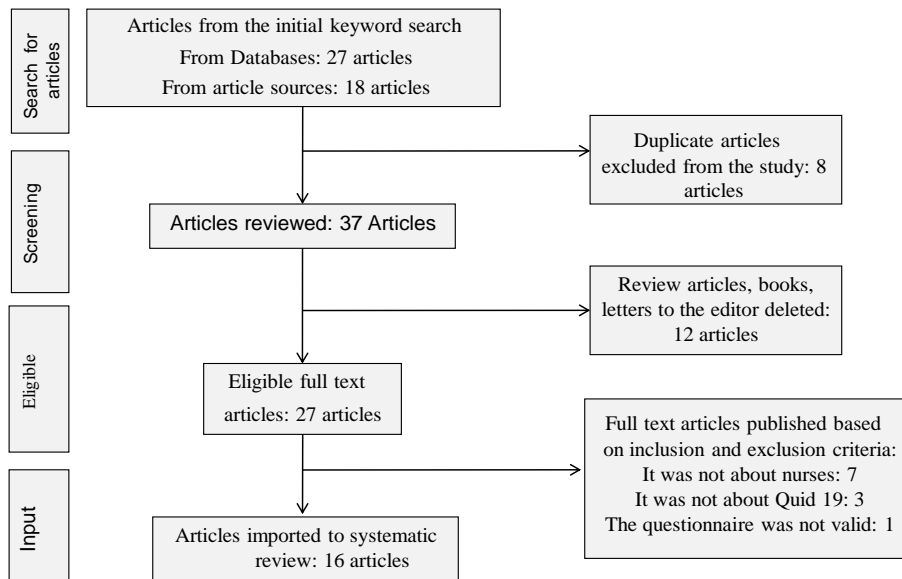 Search for
articles
Articles from the initial keyword search
From Databases: 27 articles
From article sources: 18 articles
Duplicate articles
excluded from the study: 8
articles
Screening
Articles reviewed: 37 Articles
Review articles, books,
letters to the editor deleted:
12 articles
Eligible
Eligible full text
articles: 27 articles
Full text articles published based
on inclusion and exclusion criteria:
It was not about nurses: 7
It was not about Quid 19: 3
The questionnaire was not valid: 1
Input
Articles imported to systematic
review: 16 articles